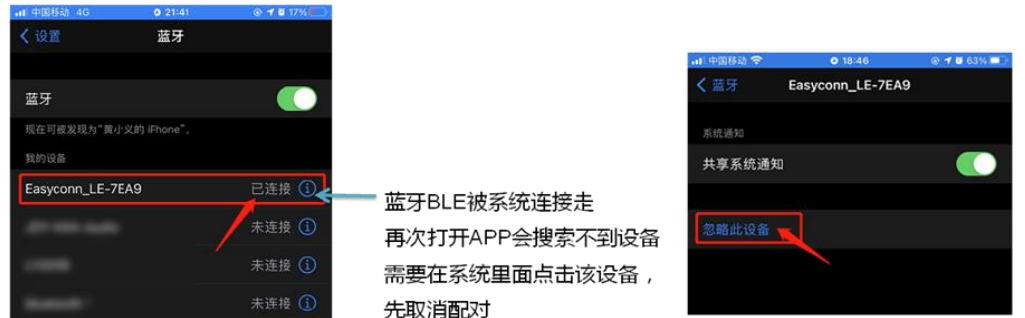 中国移动 4G 21:41 17%
设置 蓝牙
蓝牙
现在可被发现为“黄小义的 iPhone”。
我的设备
Easyconn_LE-7EA9 已连接
未连接
未连接
未连接
蓝牙BLE被系统连接走
再次打开APP会搜索不到设备
需要在系统里面点击该设备，
先取消配对
中国移动 18:46 63%
蓝牙 Easyconn_LE-7EA9
系统通知
共享系统通知
忽略此设备